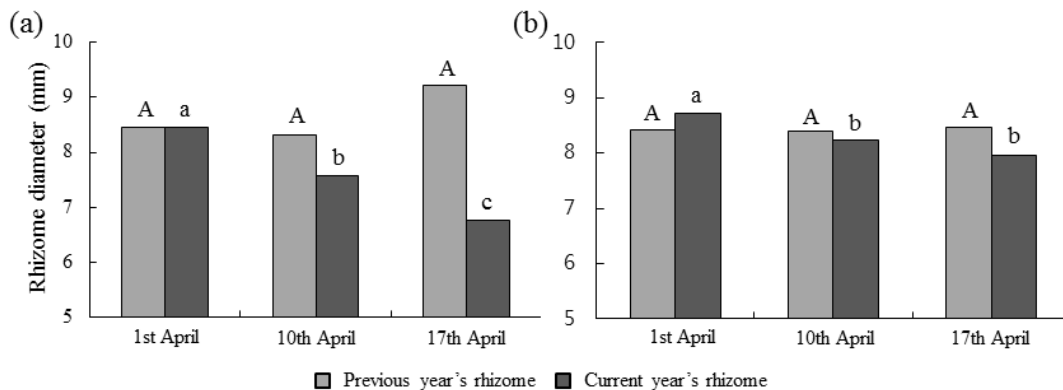 (a)
Rhizome diameter (mm)
10
9
8
7
6
5
A a
A b
A c
1st April 10th April 17th April
(b)
10
9
8
7
6
5
A a
A b
A b
1st April 10th April 17th April
Previous year’s rhizome Current year’s rhizome